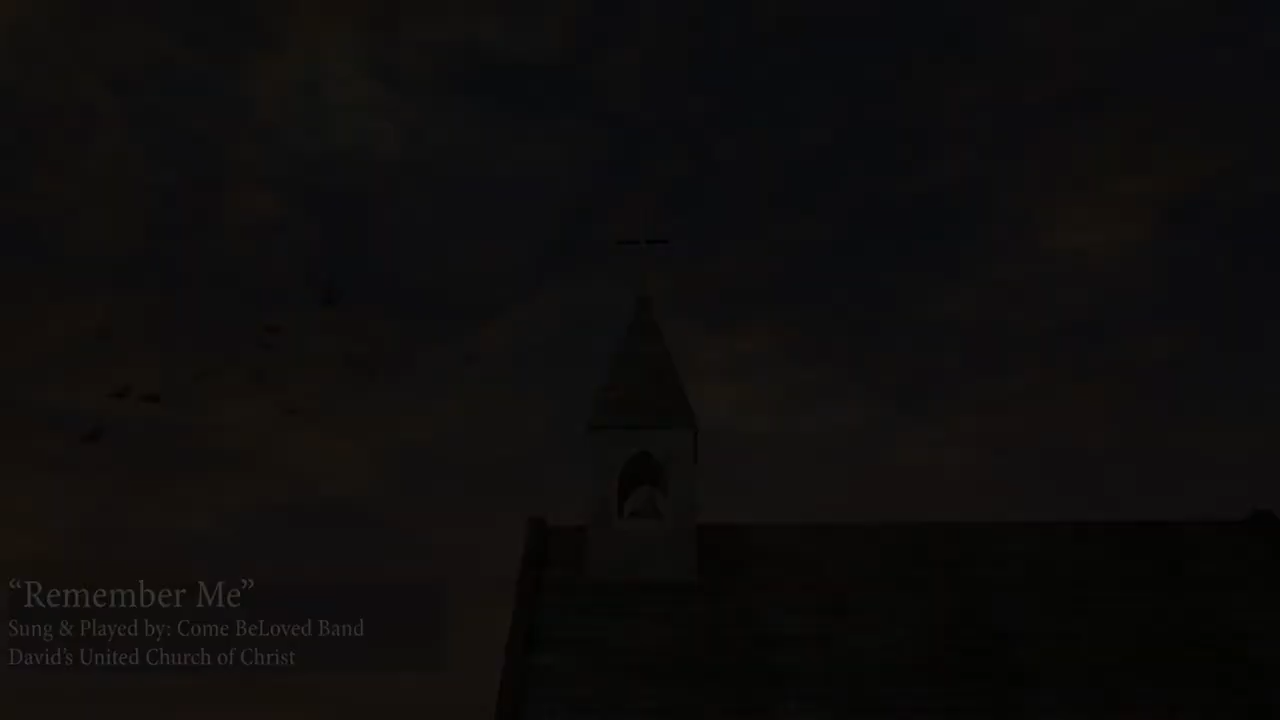 “Remember Me”
Sung & Played by: Come BeLoved Band
David’s United Church of Christ